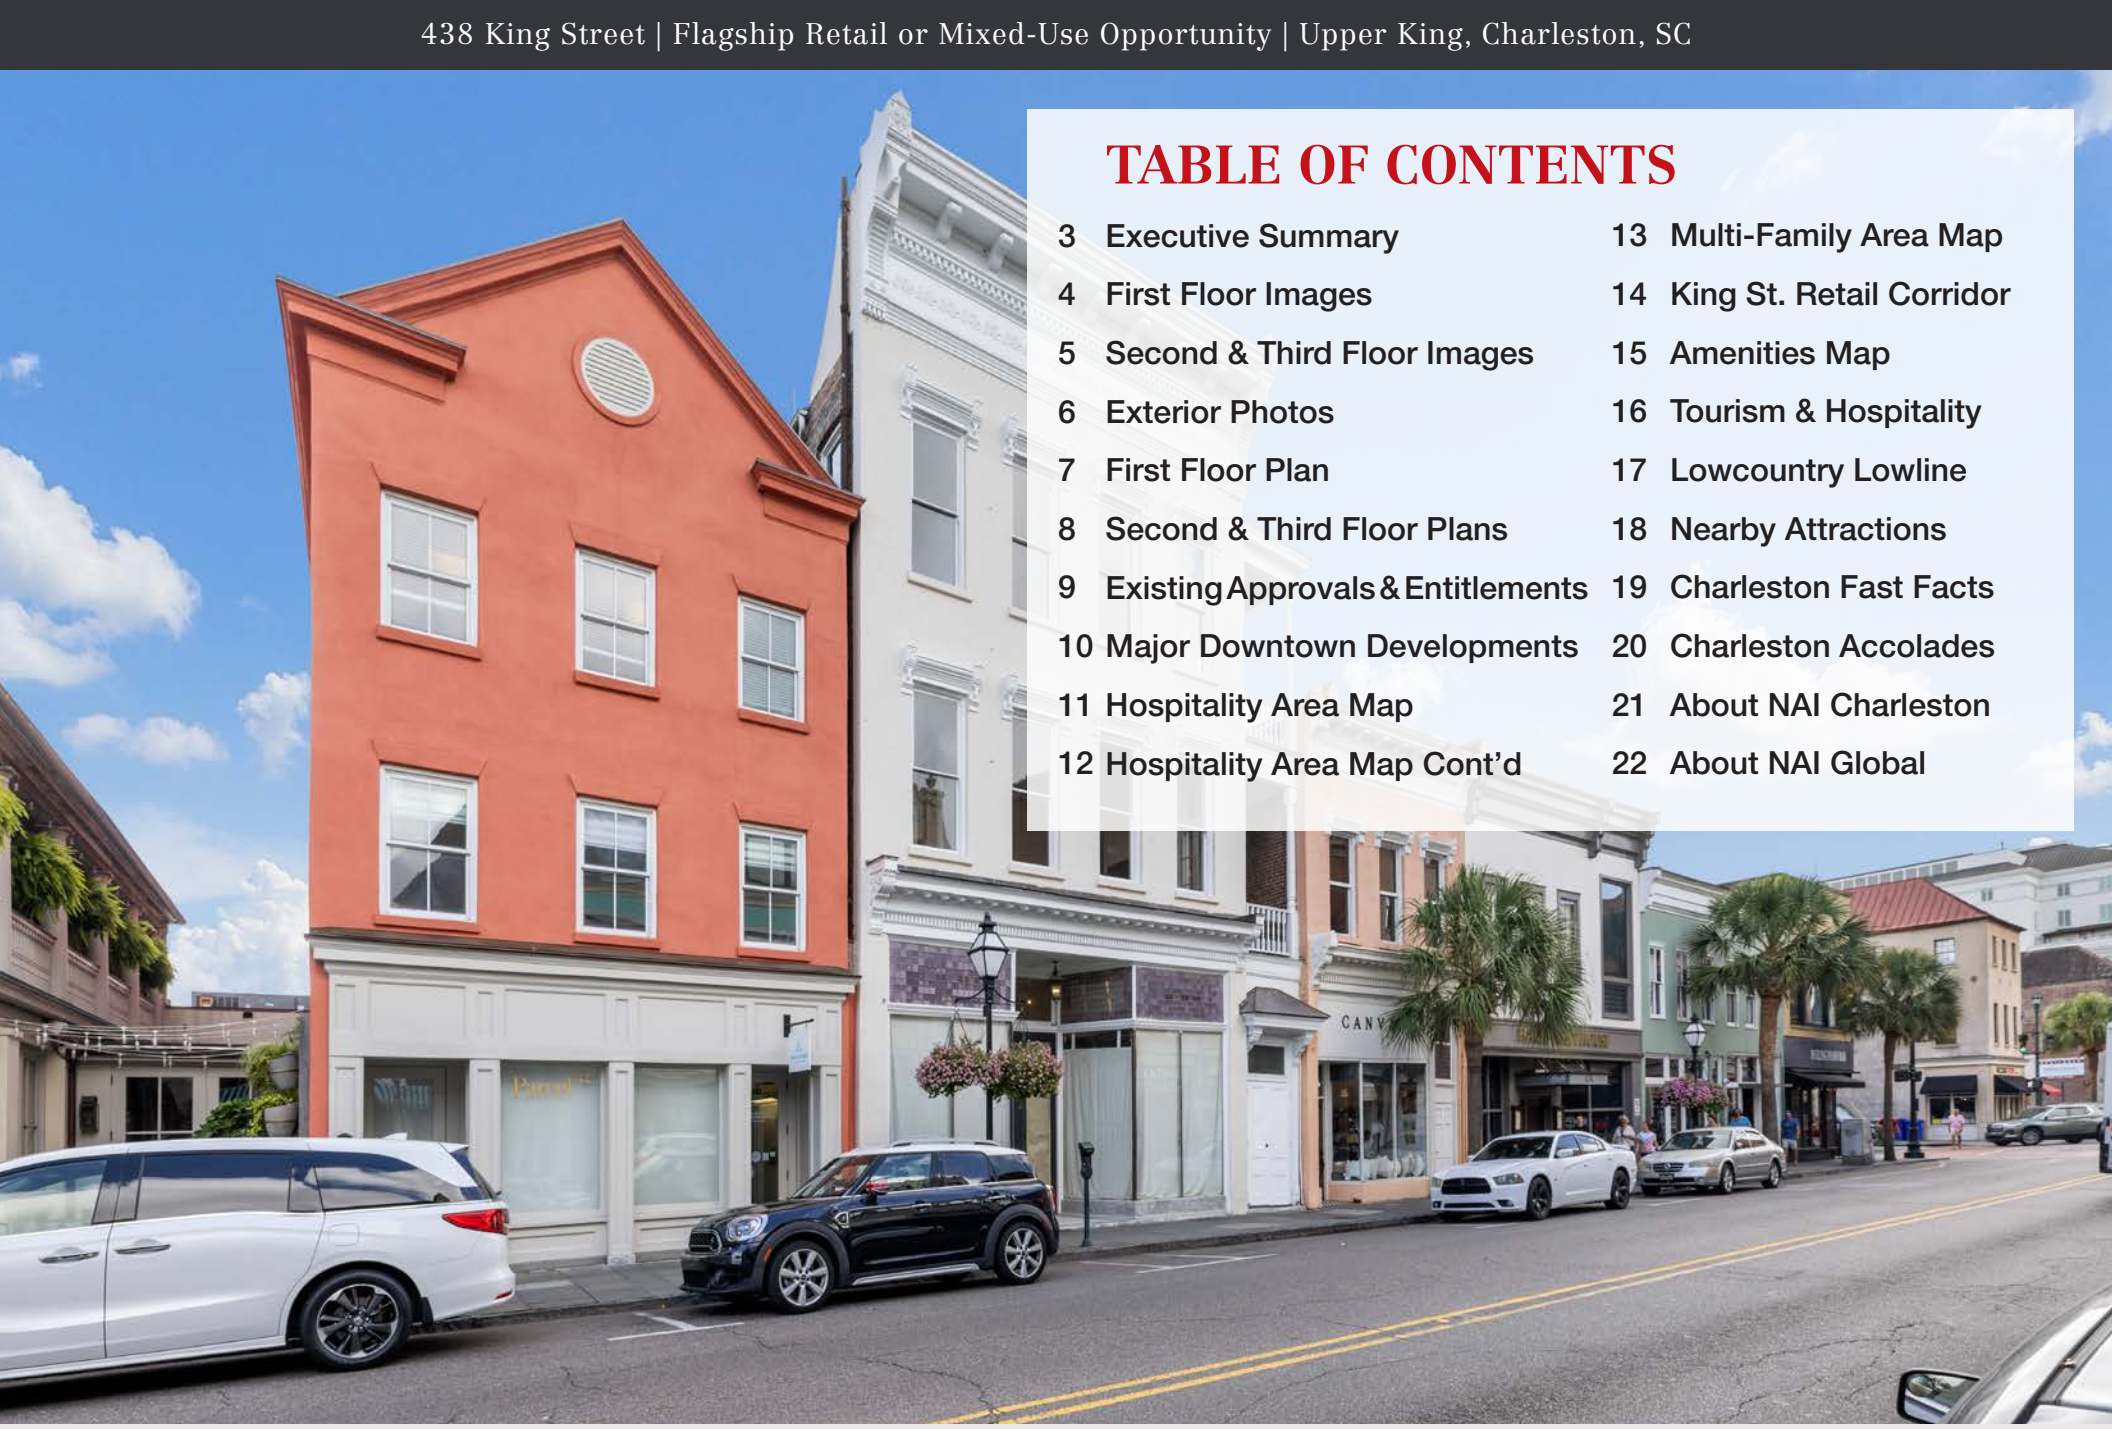 438 King Street | Flagship Retail or Mixed-Use Opportunity | Upper King, Charleston, SC
TABLE OF CONTENTS
3 Executive Summary
4 First Floor Images
5 Second & Third Floor Images
6 Exterior Photos
7 First Floor Plan
8 Second & Third Floor Plans
9 Existing Approvals & Entitlements
10 Major Downtown Developments
11 Hospitality Area Map
12 Hospitality Area Map Cont'd
13 Multi-Family Area Map
14 King St. Retail Corridor
15 Amenities Map
16 Tourism & Hospitality
17 Lowcountry Lowline
18 Nearby Attractions
19 Charleston Fast Facts
20 Charleston Accolades
21 About NAI Charleston
22 About NAI Global
Parcel
CANV